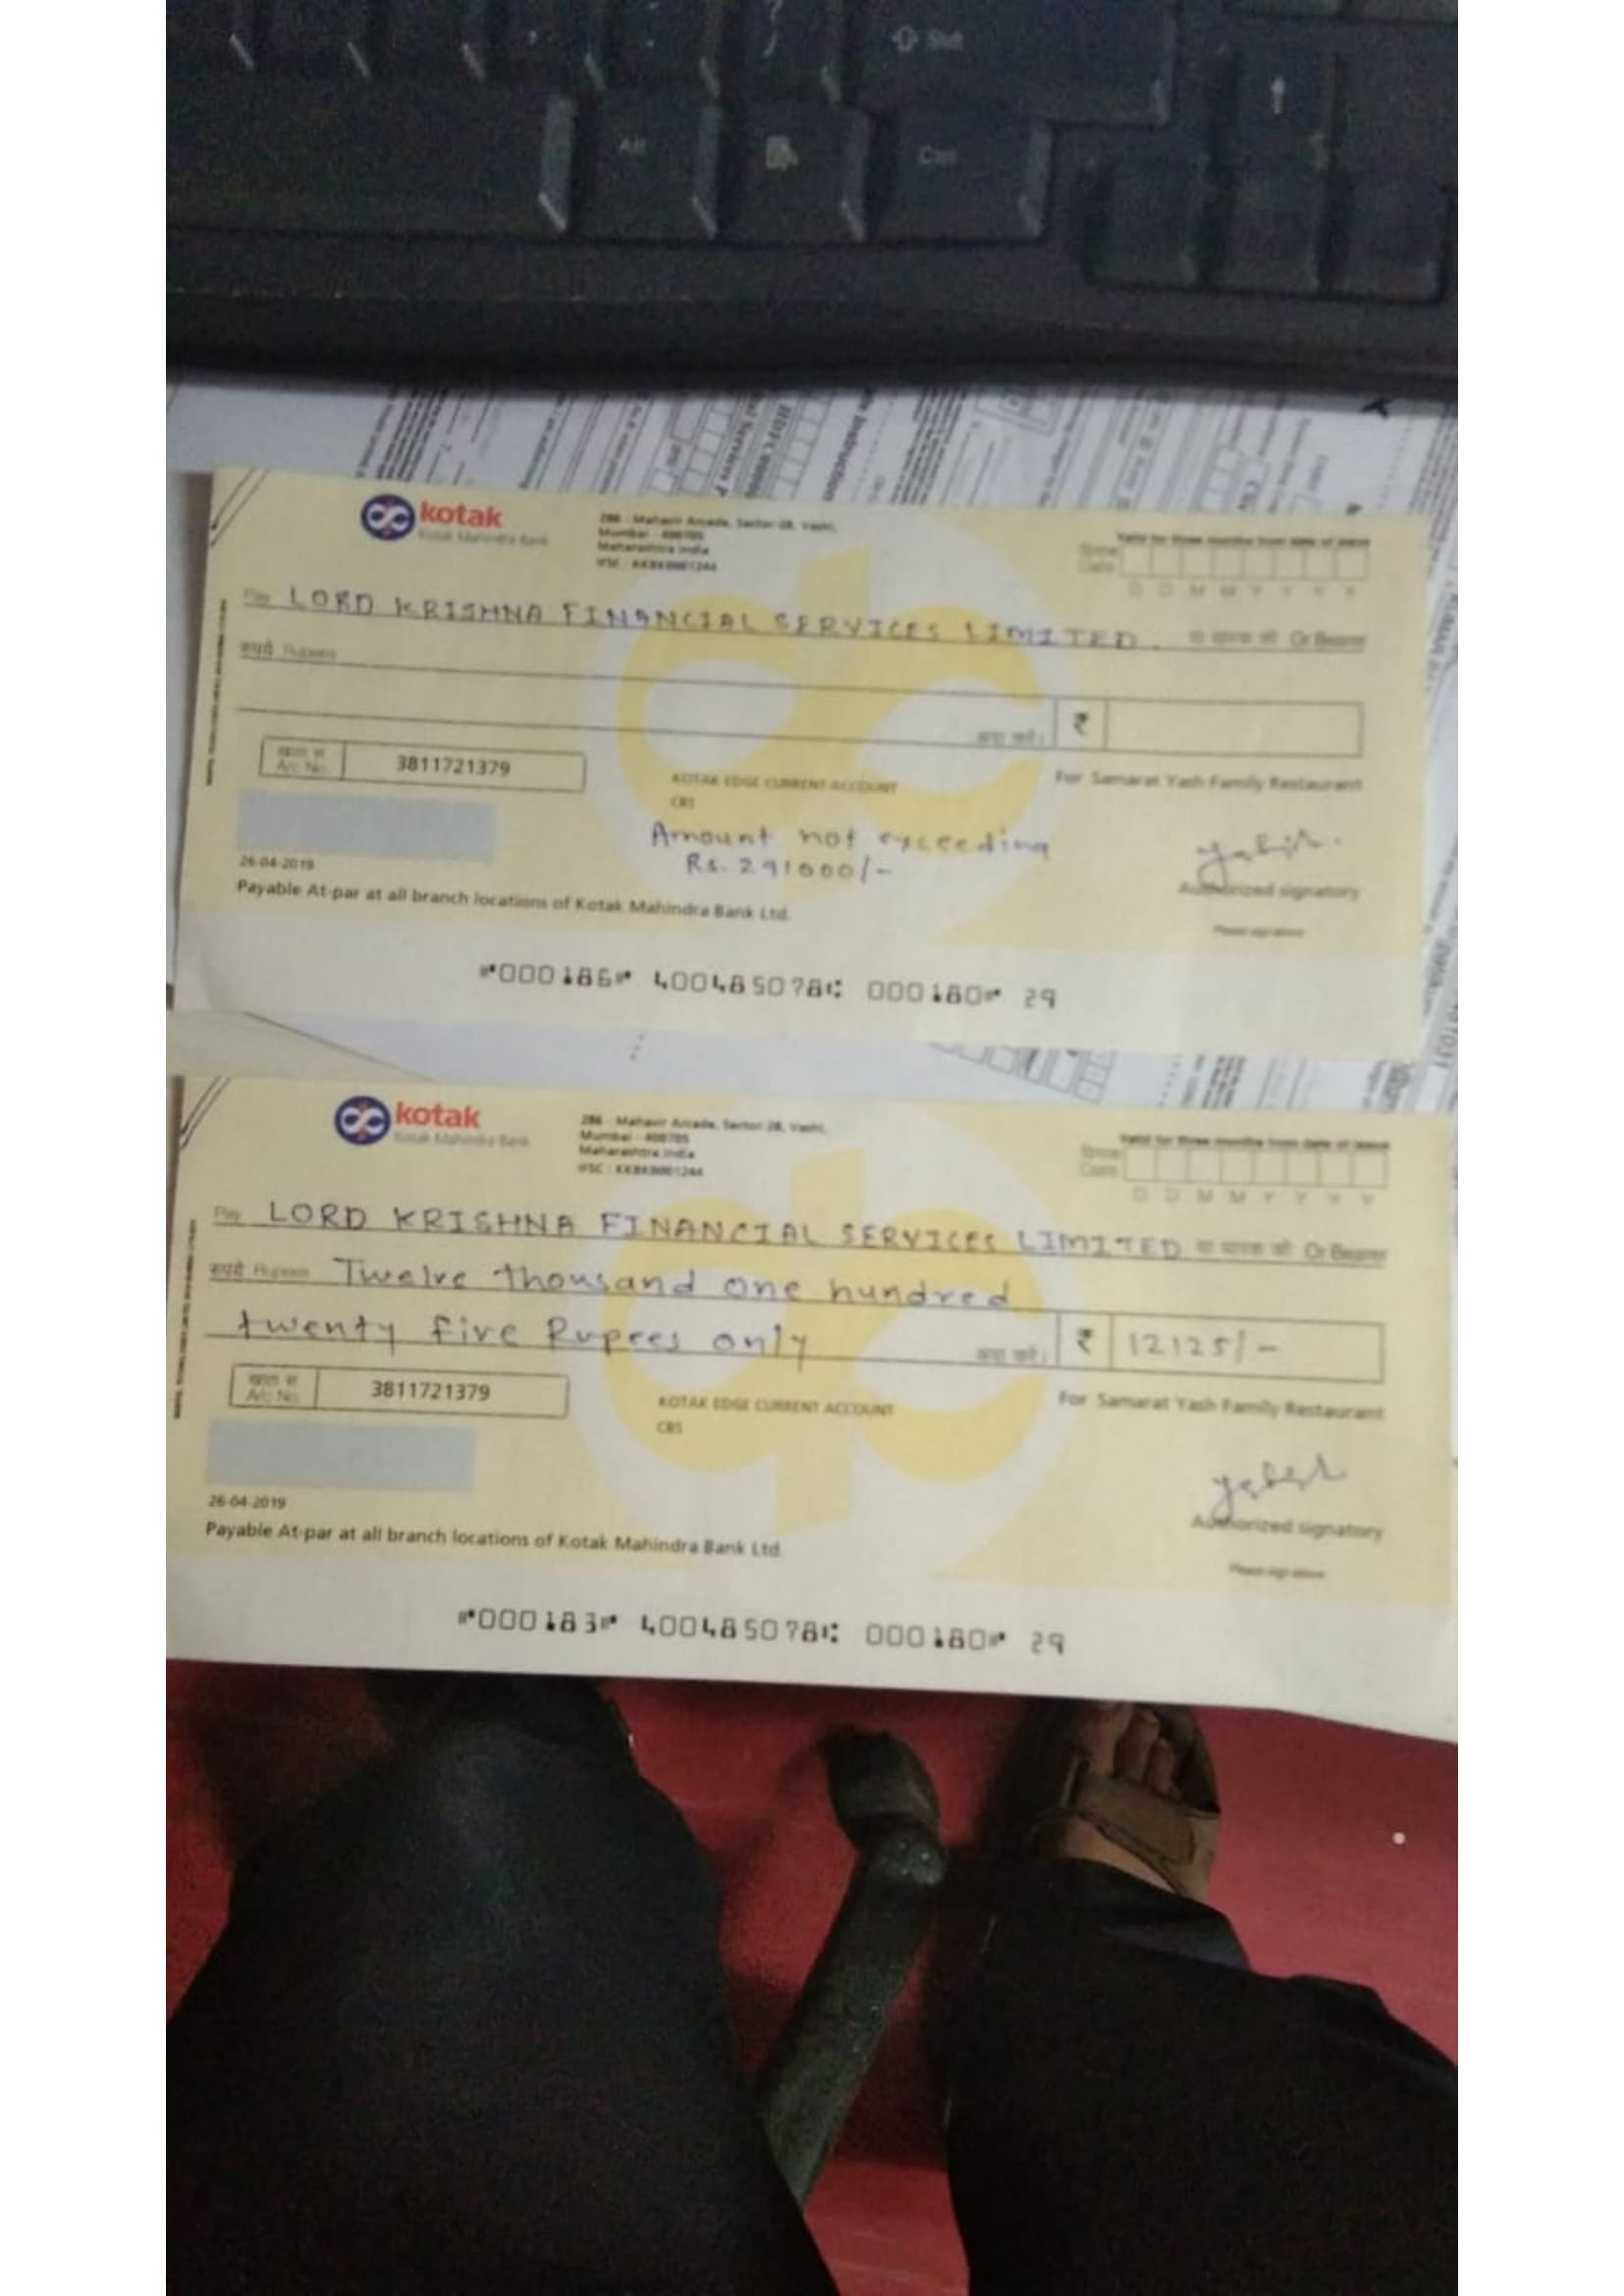 Shift
Alt
kotak
Kotak Mahindra Bank
286 - Mahavir Arcade, Sector-28, Vashi,
Mumbai - 400705
Maharashtra India
IFSC : KKBK0001244
Valid for three months from date of issue
Date
D D M M Y Y Y Y
Pay LORD KRISHNA FINANCIAL SERVICES LIMITED. या धारक को Or Bearer
रुपये Rupees
अदा करें। ₹
खाता सं
A/c No. 3811721379
KOTAK EDGE CURRENT ACCOUNT
CBS
For Samarat Yash Family Restaurant
Amount not exceeding
Rs. 291000/-
26-04-2019
Authorized signatory
Payable At-par at all branch locations of Kotak Mahindra Bank Ltd.
Please sign above
⑈000186⑈ 400485078⑆ 000180⑈ 29
kotak
Kotak Mahindra Bank
286 - Mahavir Arcade, Sector-28, Vashi,
Mumbai - 400705
Maharashtra India
IFSC : KKBK0001244
Valid for three months from date of issue
Date
D D M M Y Y Y Y
Pay LORD KRISHNA FINANCIAL SERVICES LIMITED या धारक को Or Bearer
रुपये Rupees Twelve thousand one hundred
twenty five Rupees only अदा करें। ₹ 12125/-
खाता सं
A/c No. 3811721379
KOTAK EDGE CURRENT ACCOUNT
CBS
For Samarat Yash Family Restaurant
26-04-2019
Authorized signatory
Payable At-par at all branch locations of Kotak Mahindra Bank Ltd.
Please sign above
⑈000183⑈ 400485078⑆ 000180⑈ 29